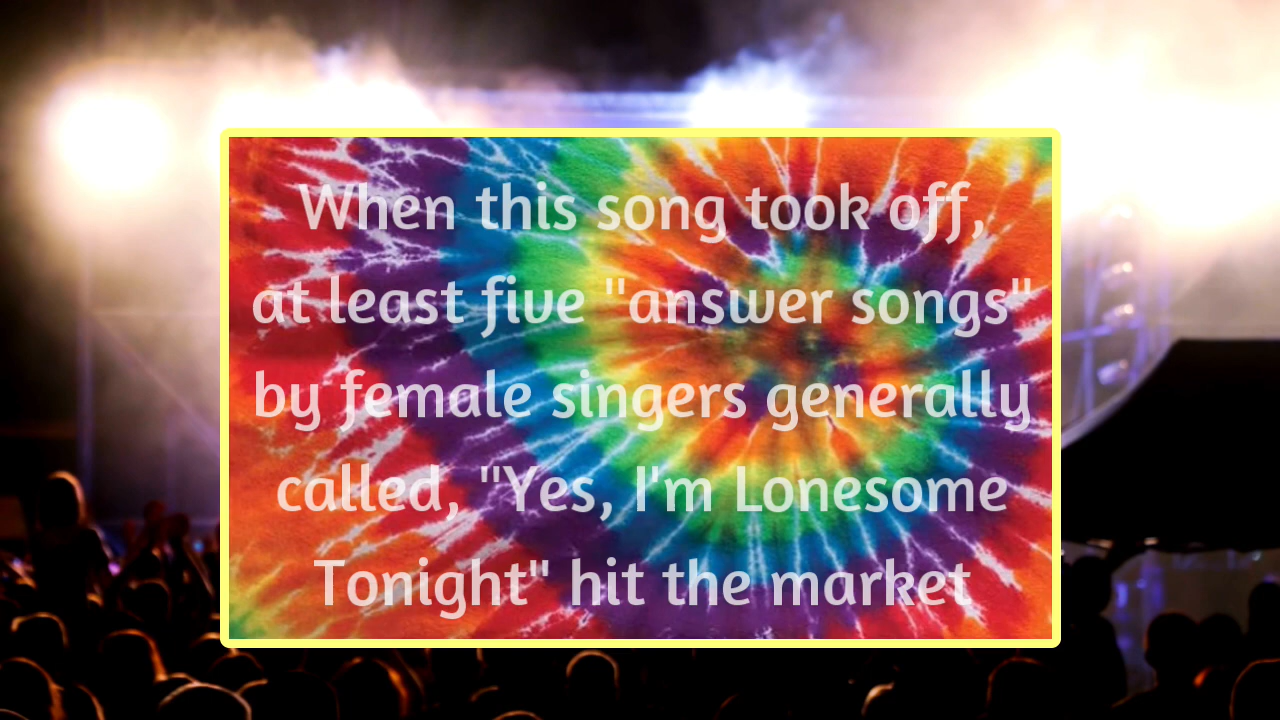 When this song took off,
at least five "answer songs"
by female singers generally
called, "Yes, I'm Lonesome
Tonight" hit the market